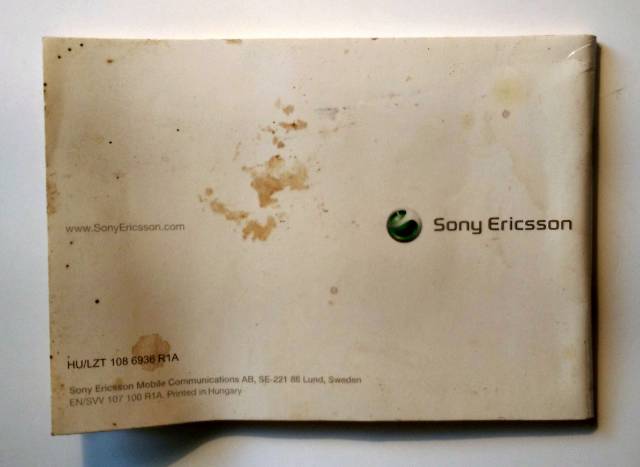 www.SonyEricsson.com
Sony Ericsson
HU/LZT 108 6936 R1A
Sony Ericsson Mobile Communications AB, SE-221 88 Lund, Sweden
EN/SVV 107 100 R1A. Printed in Hungary